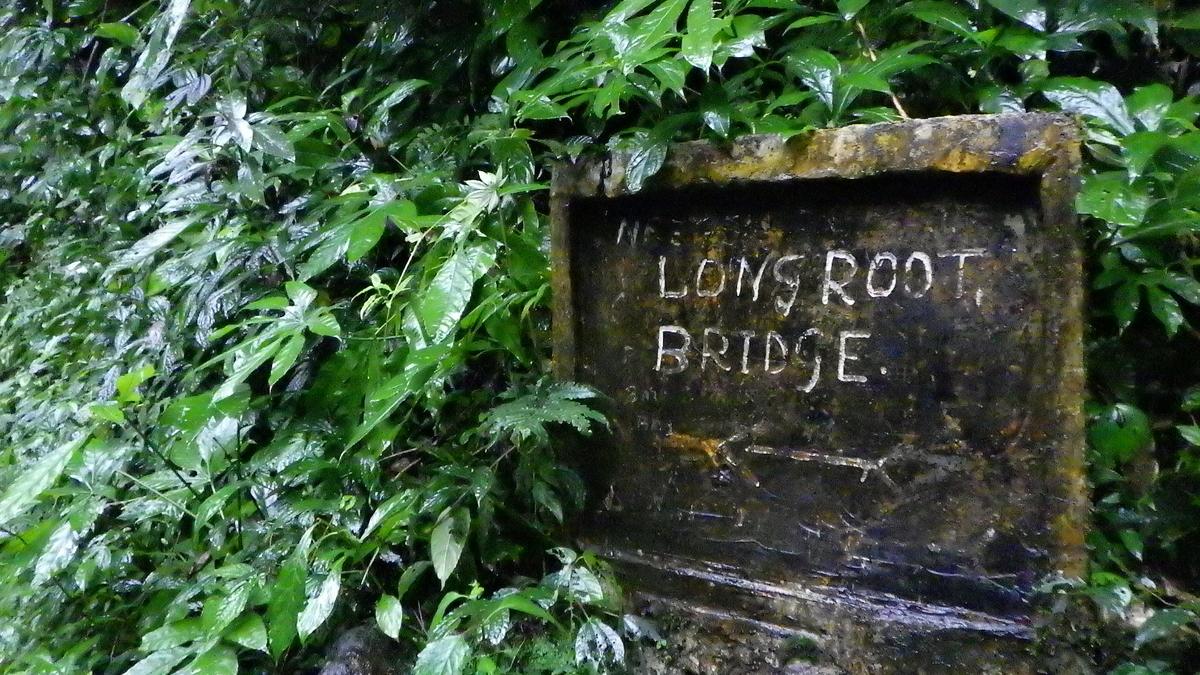 LONG ROOT,
BRIDGE.